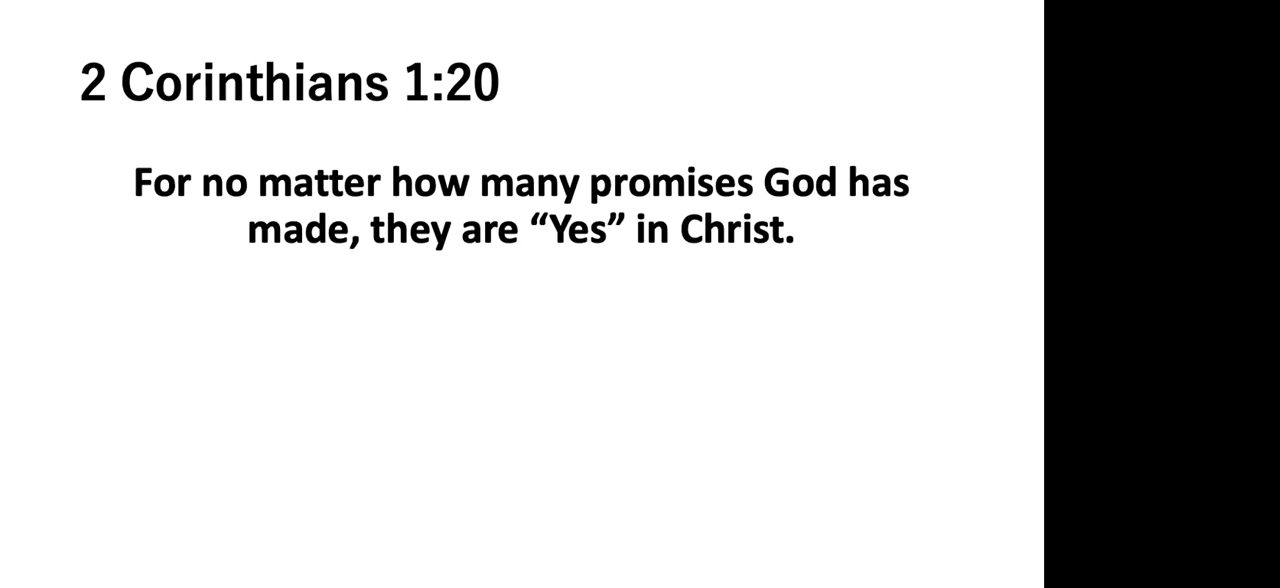 2 Corinthians 1:20
For no matter how many promises God has
made, they are “Yes” in Christ.